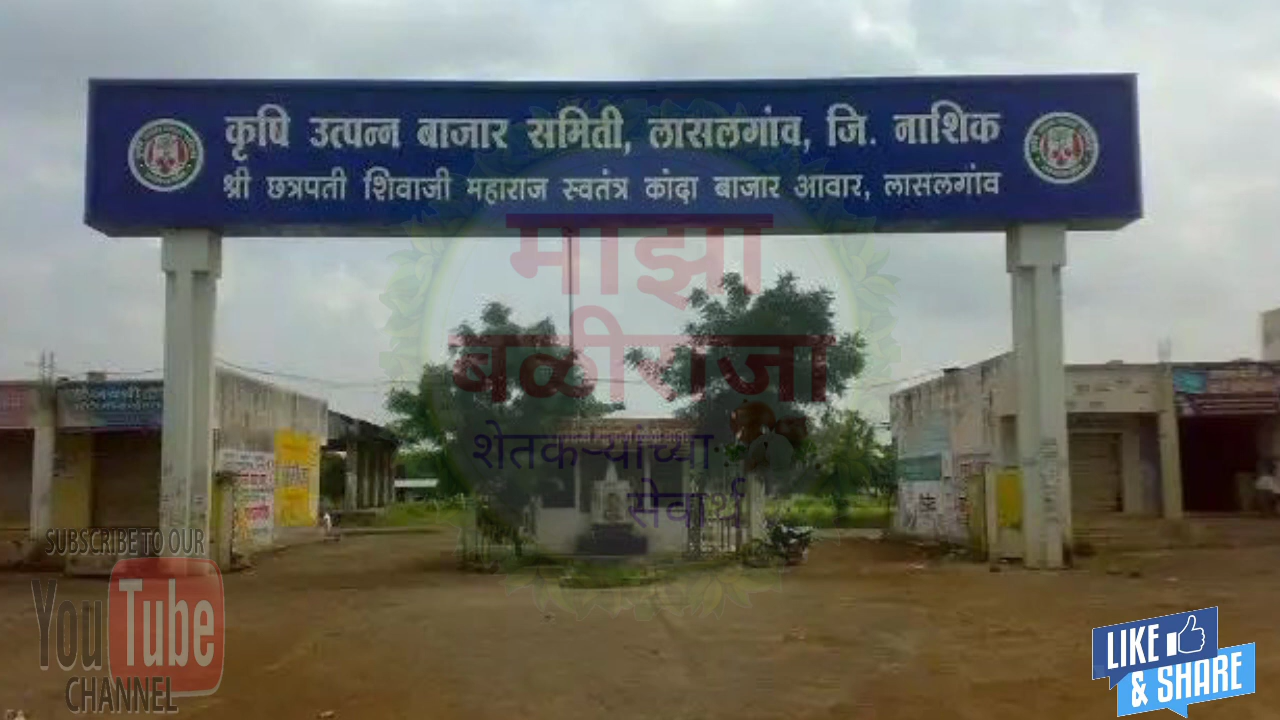 कृषि उत्पन्न बाजार समिती, लासलगांव, जि. नाशिक
श्री छत्रपती शिवाजी महाराज स्वतंत्र कांदा बाजार आवार, लासलगांव
माझा
बळीराजा
शेतकऱ्यांच्या
सेवार्थ
SUBSCRIBE TO OUR
YouTube
CHANNEL
LIKE
& SHARE